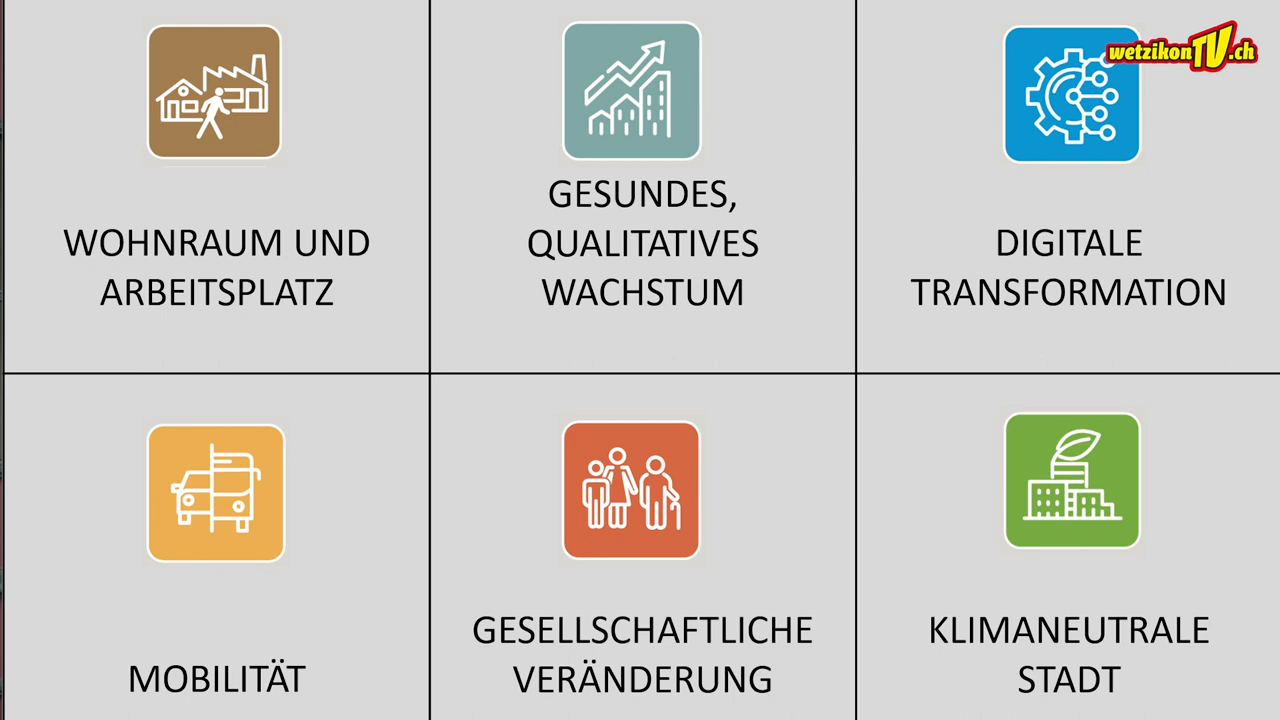 wetzikonTV.ch
WOHNRAUM UND
ARBEITSPLATZ
GESUNDES,
QUALITATIVES
WACHSTUM
DIGITALE
TRANSFORMATION
MOBILITÄT
GESELLSCHAFTLICHE
VERÄNDERUNG
KLIMANEUTRALE
STADT